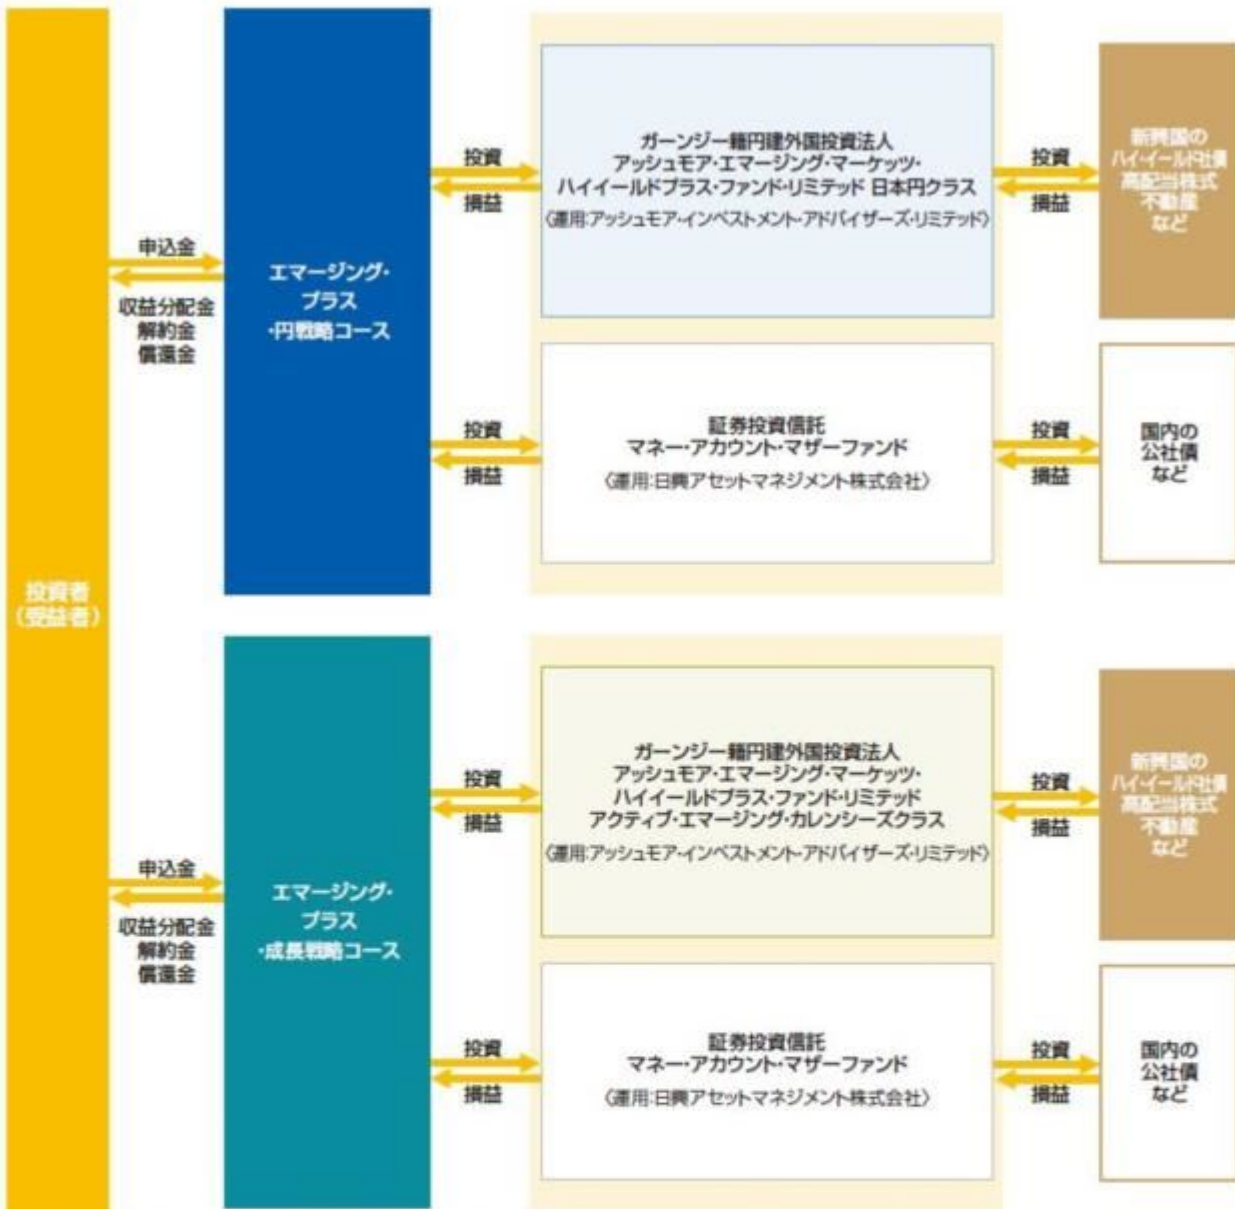 投資者
(受益者)
申込金
収益分配金
解約金
償還金
エマージング・
プラス
・円戦略コース
投資
損益
ガーンジー籍円建外国投資法人
アッシュモア・エマージング・マーケッツ・
ハイイールドプラス・ファンド・リミテッド 日本円クラス
〈運用:アッシュモア・インベストメント・アドバイザーズ・リミテッド〉
投資
損益
新興国の
ハイ・イールド社債
高配当株式
不動産
など
投資
損益
証券投資信託
マネー・アカウント・マザーファンド
〈運用:日興アセットマネジメント株式会社〉
投資
損益
国内の
公社債
など
申込金
収益分配金
解約金
償還金
エマージング・
プラス
・成長戦略コース
投資
損益
ガーンジー籍円建外国投資法人
アッシュモア・エマージング・マーケッツ・
ハイイールドプラス・ファンド・リミテッド
アクティブ・エマージング・カレンシーズクラス
〈運用:アッシュモア・インベストメント・アドバイザーズ・リミテッド〉
投資
損益
新興国の
ハイ・イールド社債
高配当株式
不動産
など
投資
損益
証券投資信託
マネー・アカウント・マザーファンド
〈運用:日興アセットマネジメント株式会社〉
投資
損益
国内の
公社債
など